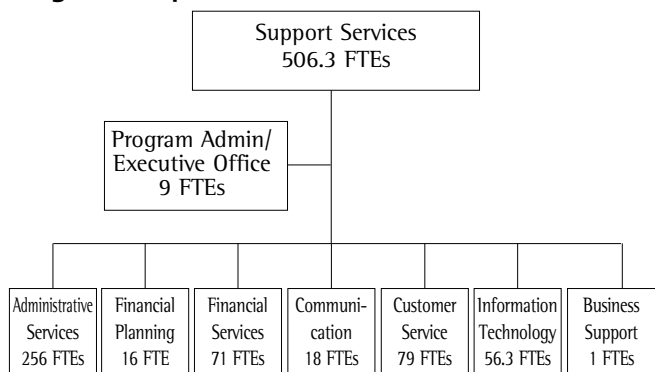 Support Services
506.3 FTEs
Program Admin/
Executive Office
9 FTEs
Administrative
Services
256 FTEs
Financial
Planning
16 FTE
Financial
Services
71 FTEs
Communi-
cation
18 FTEs
Customer
Service
79 FTEs
Information
Technology
56.3 FTEs
Business
Support
1 FTEs